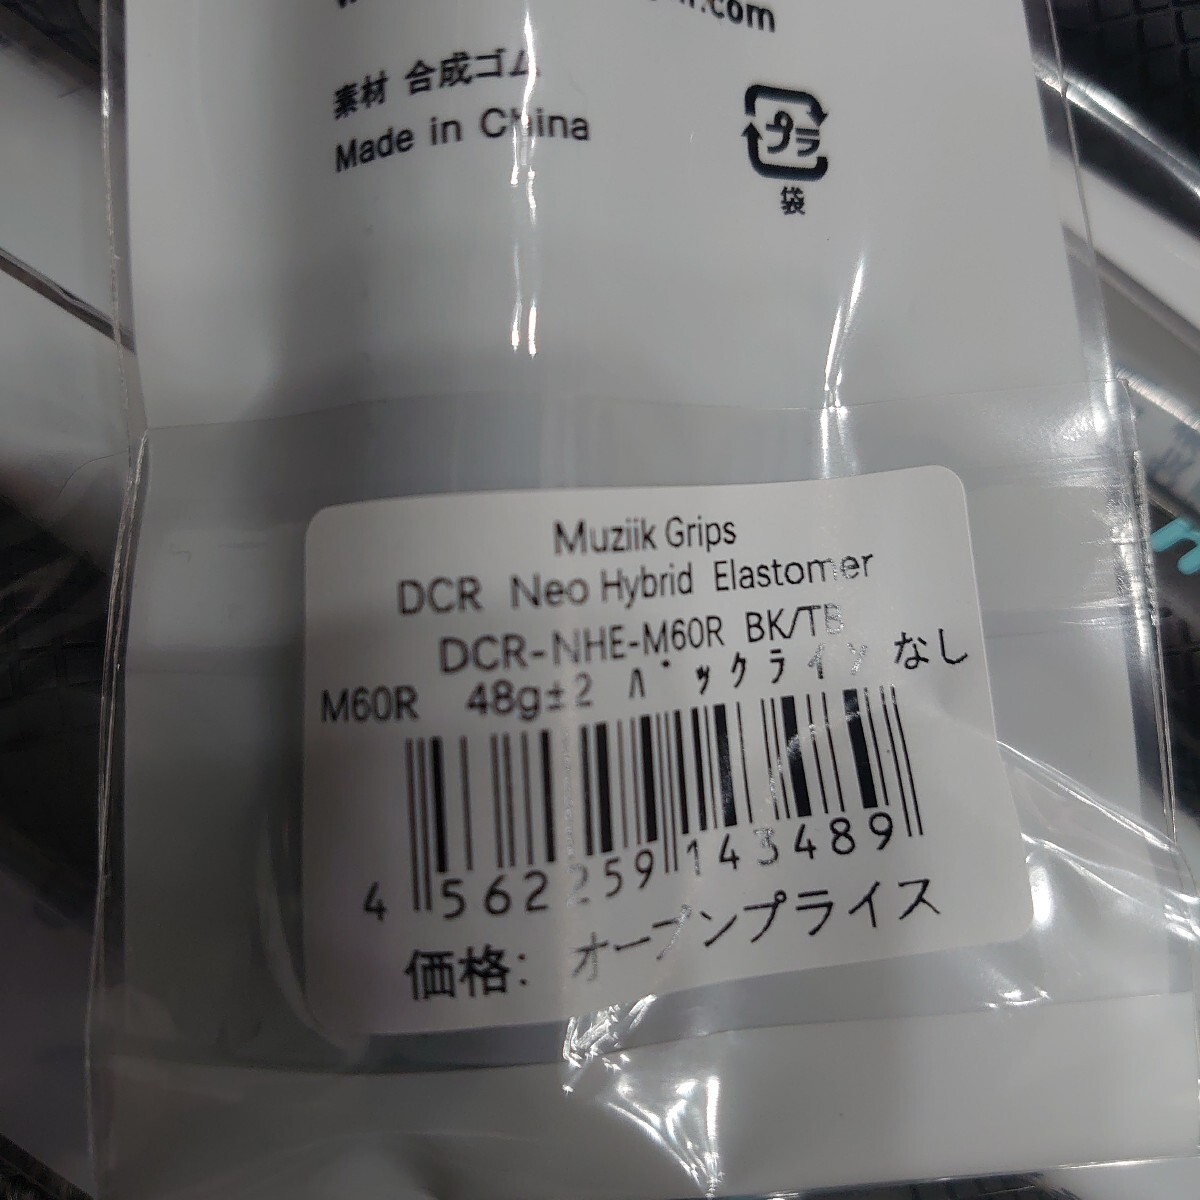 .com
素材 合成ゴム
Made in China
プラ
袋
Muziik Grips
DCR Neo Hybrid Elastomer
DCR-NHE-M60R BK/TB
M60R 48g±2 ﾊﾞｯｸﾗｲﾝ なし
4 562259 143489
価格: オープンプライス